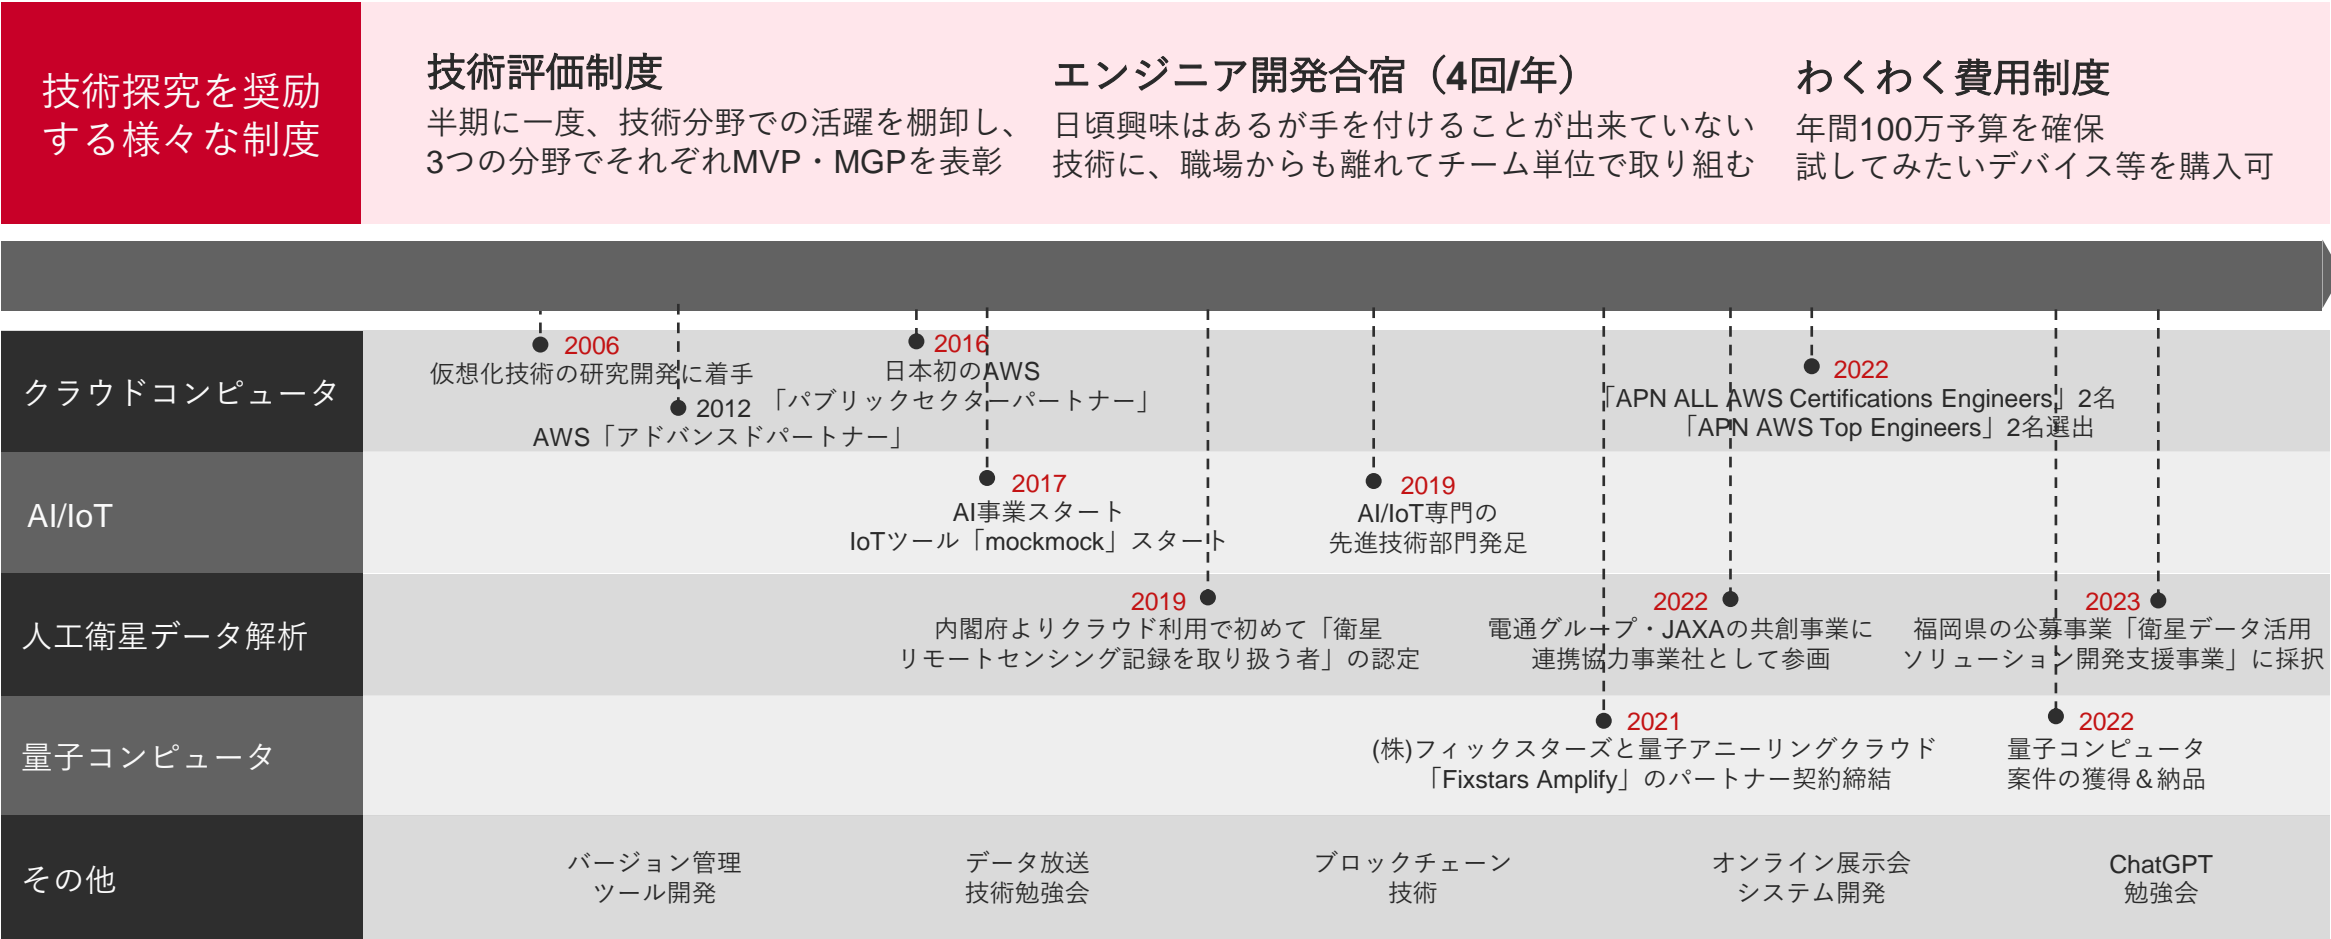 技術探究を奨励
する様々な制度
技術評価制度
半期に一度、技術分野での活躍を棚卸し、
3つの分野でそれぞれMVP・MGPを表彰
エンジニア開発合宿（4回/年）
日頃興味はあるが手を付けることが出来ていない
技術に、職場からも離れてチーム単位で取り組む
わくわく費用制度
年間100万予算を確保
試してみたいデバイス等を購入可
クラウドコンピュータ
2006
仮想化技術の研究開発に着手
2012
AWS「アドバンスドパートナー」
2016
日本初のAWS
「パブリックセクターパートナー」
2022
「APN ALL AWS Certifications Engineers」2名
「APN AWS Top Engineers」2名選出
AI/IoT
2017
AI事業スタート
IoTツール「mockmock」スタート
2019
AI/IoT専門の
先進技術部門発足
人工衛星データ解析
2019
内閣府よりクラウド利用で初めて「衛星
リモートセンシング記録を取り扱う者」の認定
2022
電通グループ・JAXAの共創事業に
連携協力事業社として参画
2023
福岡県の公募事業「衛星データ活用
ソリューション開発支援事業」に採択
量子コンピュータ
2021
(株)フィックスターズと量子アニーリングクラウド
「Fixstars Amplify」のパートナー契約締結
2022
量子コンピュータ
案件の獲得＆納品
その他
バージョン管理
ツール開発
データ放送
技術勉強会
ブロックチェーン
技術
オンライン展示会
システム開発
ChatGPT
勉強会